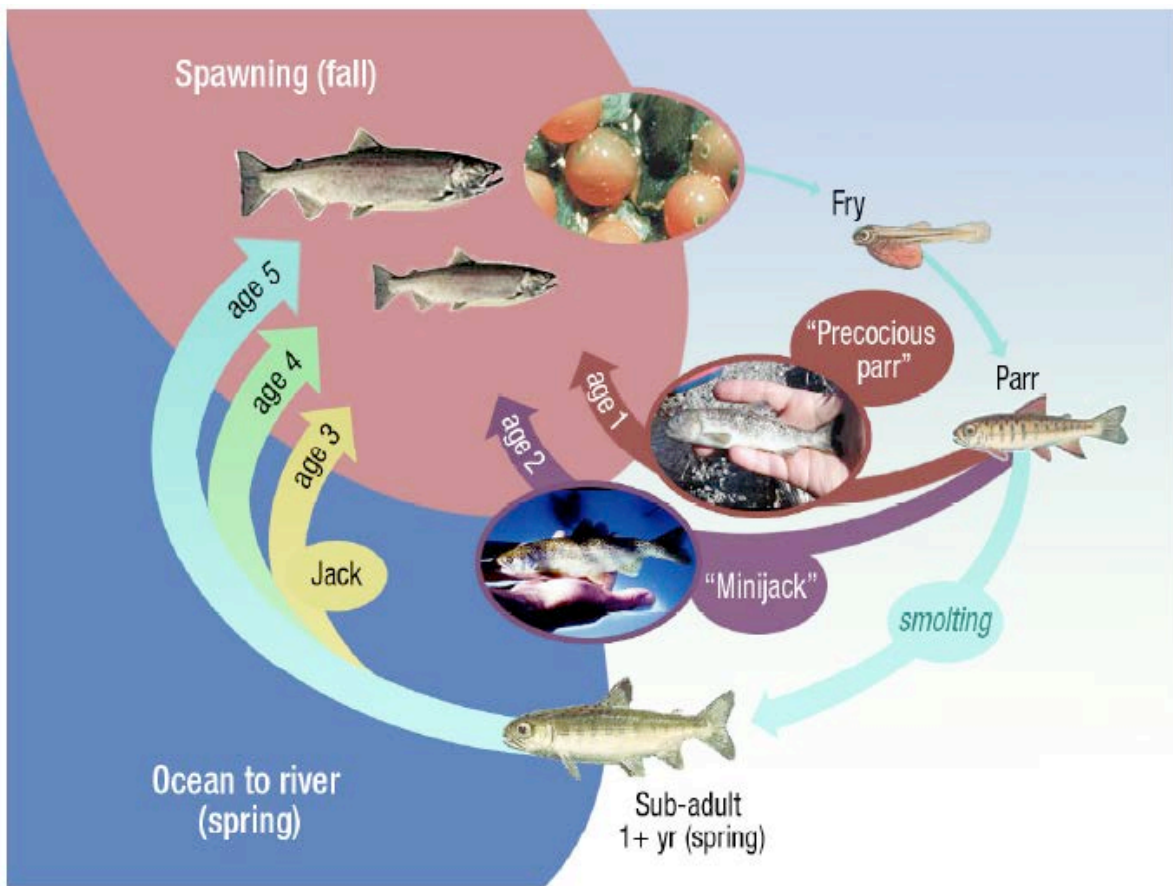 Spawning (fall)
Fry
“Precocious
parr”
Parr
age 5
age 4
age 3
age 2
age 1
Jack
“Minijack”
smolting
Ocean to river
(spring)
Sub-adult
1+ yr (spring)